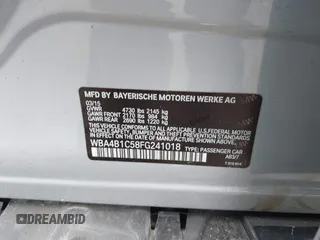 MFD BY BAYERISCHE MOTOREN WERKE AG
03/15
GVWR 4730 lbs 2145 kg
GAWR FRONT 2170 lbs 984 kg
GAWR REAR 2690 lbs 1220 kg
THIS VEHICLE CONFORMS TO ALL APPLICABLE
U.S. FEDERAL MOTOR VEHICLE SAFETY,
BUMPER, AND THEFT PREVENTION
STANDARDS IN EFFECT ON THE DATE OF
MANUFACTURE SHOWN ABOVE.
WBA4B1C58FG241018
TYPE: PASSENGER CAR
A83/7
DREAMBID